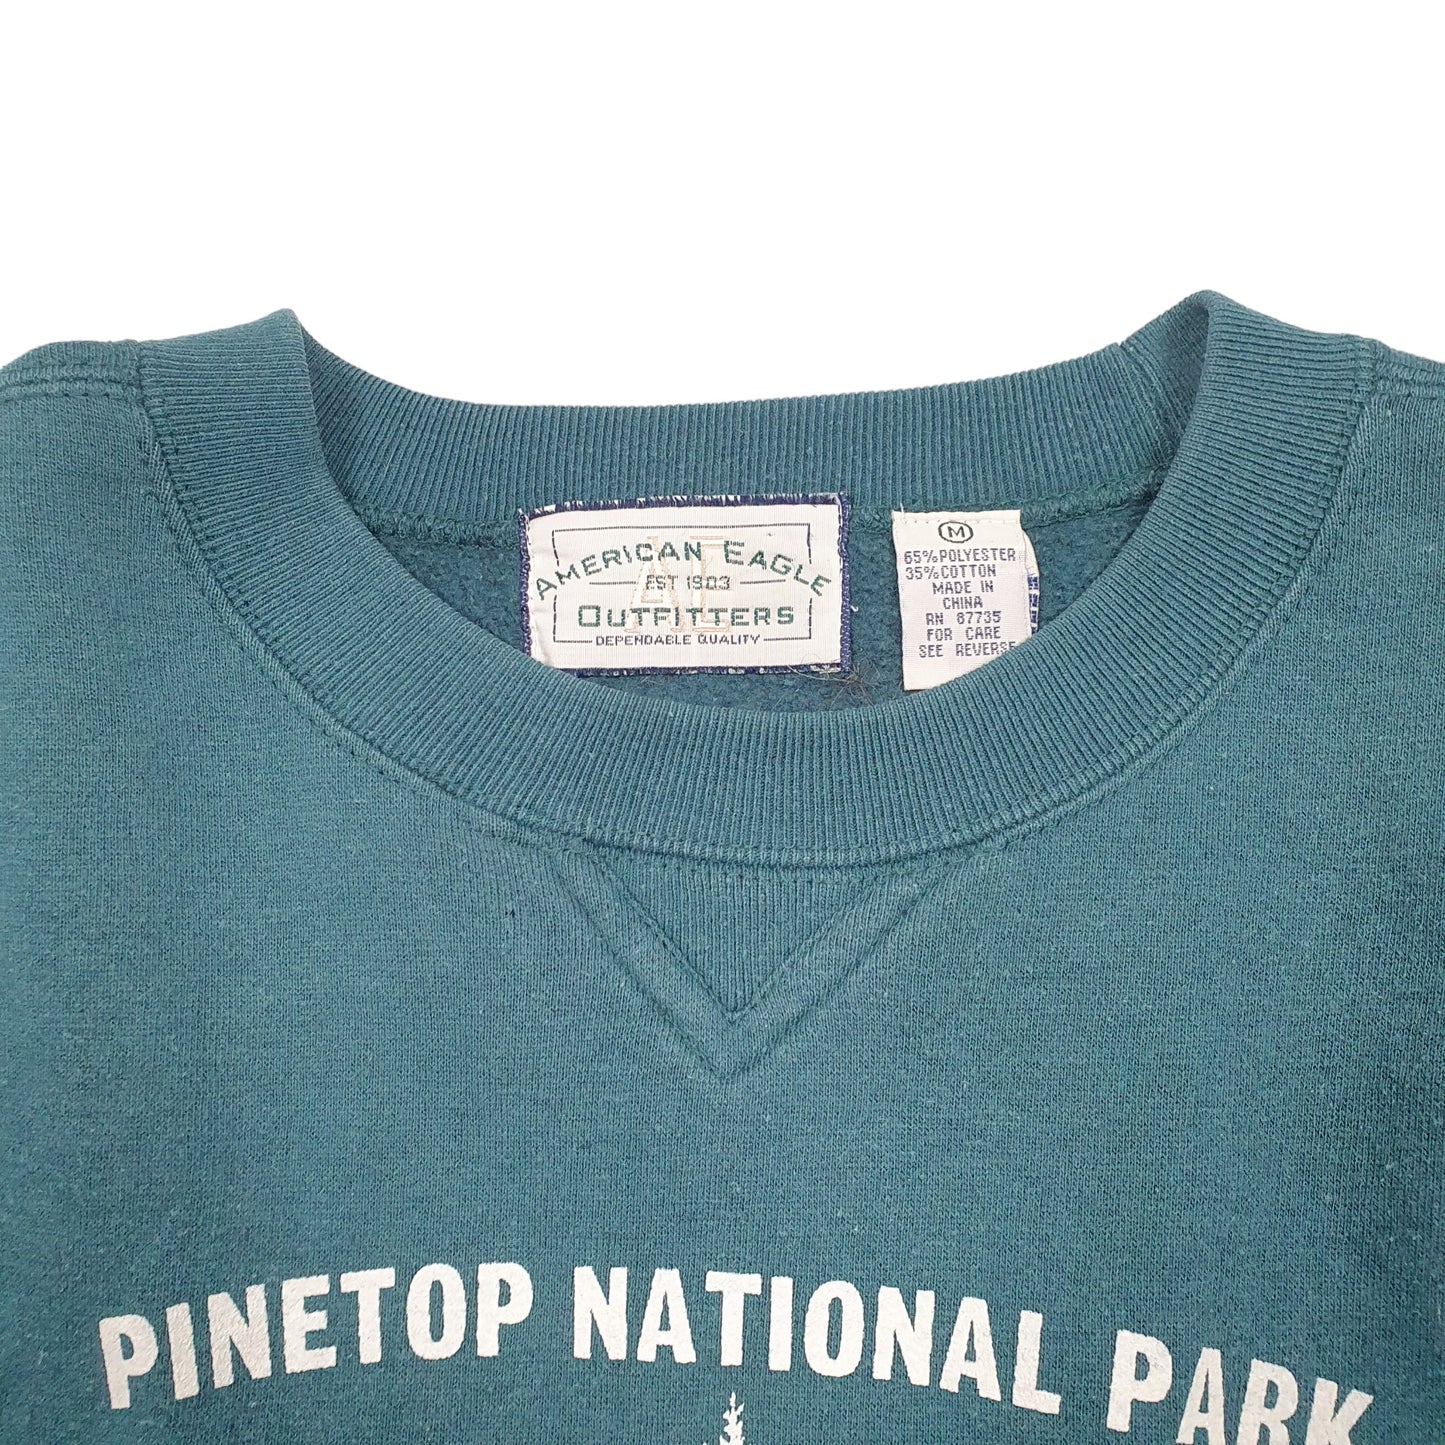 AMERICAN EAGLE
AE
EST 1903
OUTFITTERS
DEPENDABLE QUALITY
M
65% POLYESTER
35% COTTON
MADE IN
CHINA
RN 87735
FOR CARE
SEE REVERSE
PINETOP NATIONAL PARK